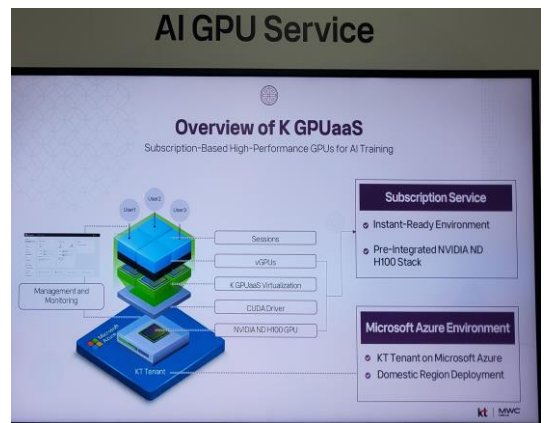 AI GPU Service
Overview of K GPUaaS
Subscription-Based High-Performance GPUs for AI Training
User1
User2
User3
Sessions
vGPUs
K GPUaaS Virtualization
CUDA Driver
NVIDIA ND H100 GPU
Management and
Monitoring
Microsoft
Azure
KT Tenant
Subscription Service
Instant-Ready Environment
Pre-Integrated NVIDIA ND
H100 Stack
Microsoft Azure Environment
KT Tenant on Microsoft Azure
Domestic Region Deployment
kt
MWC